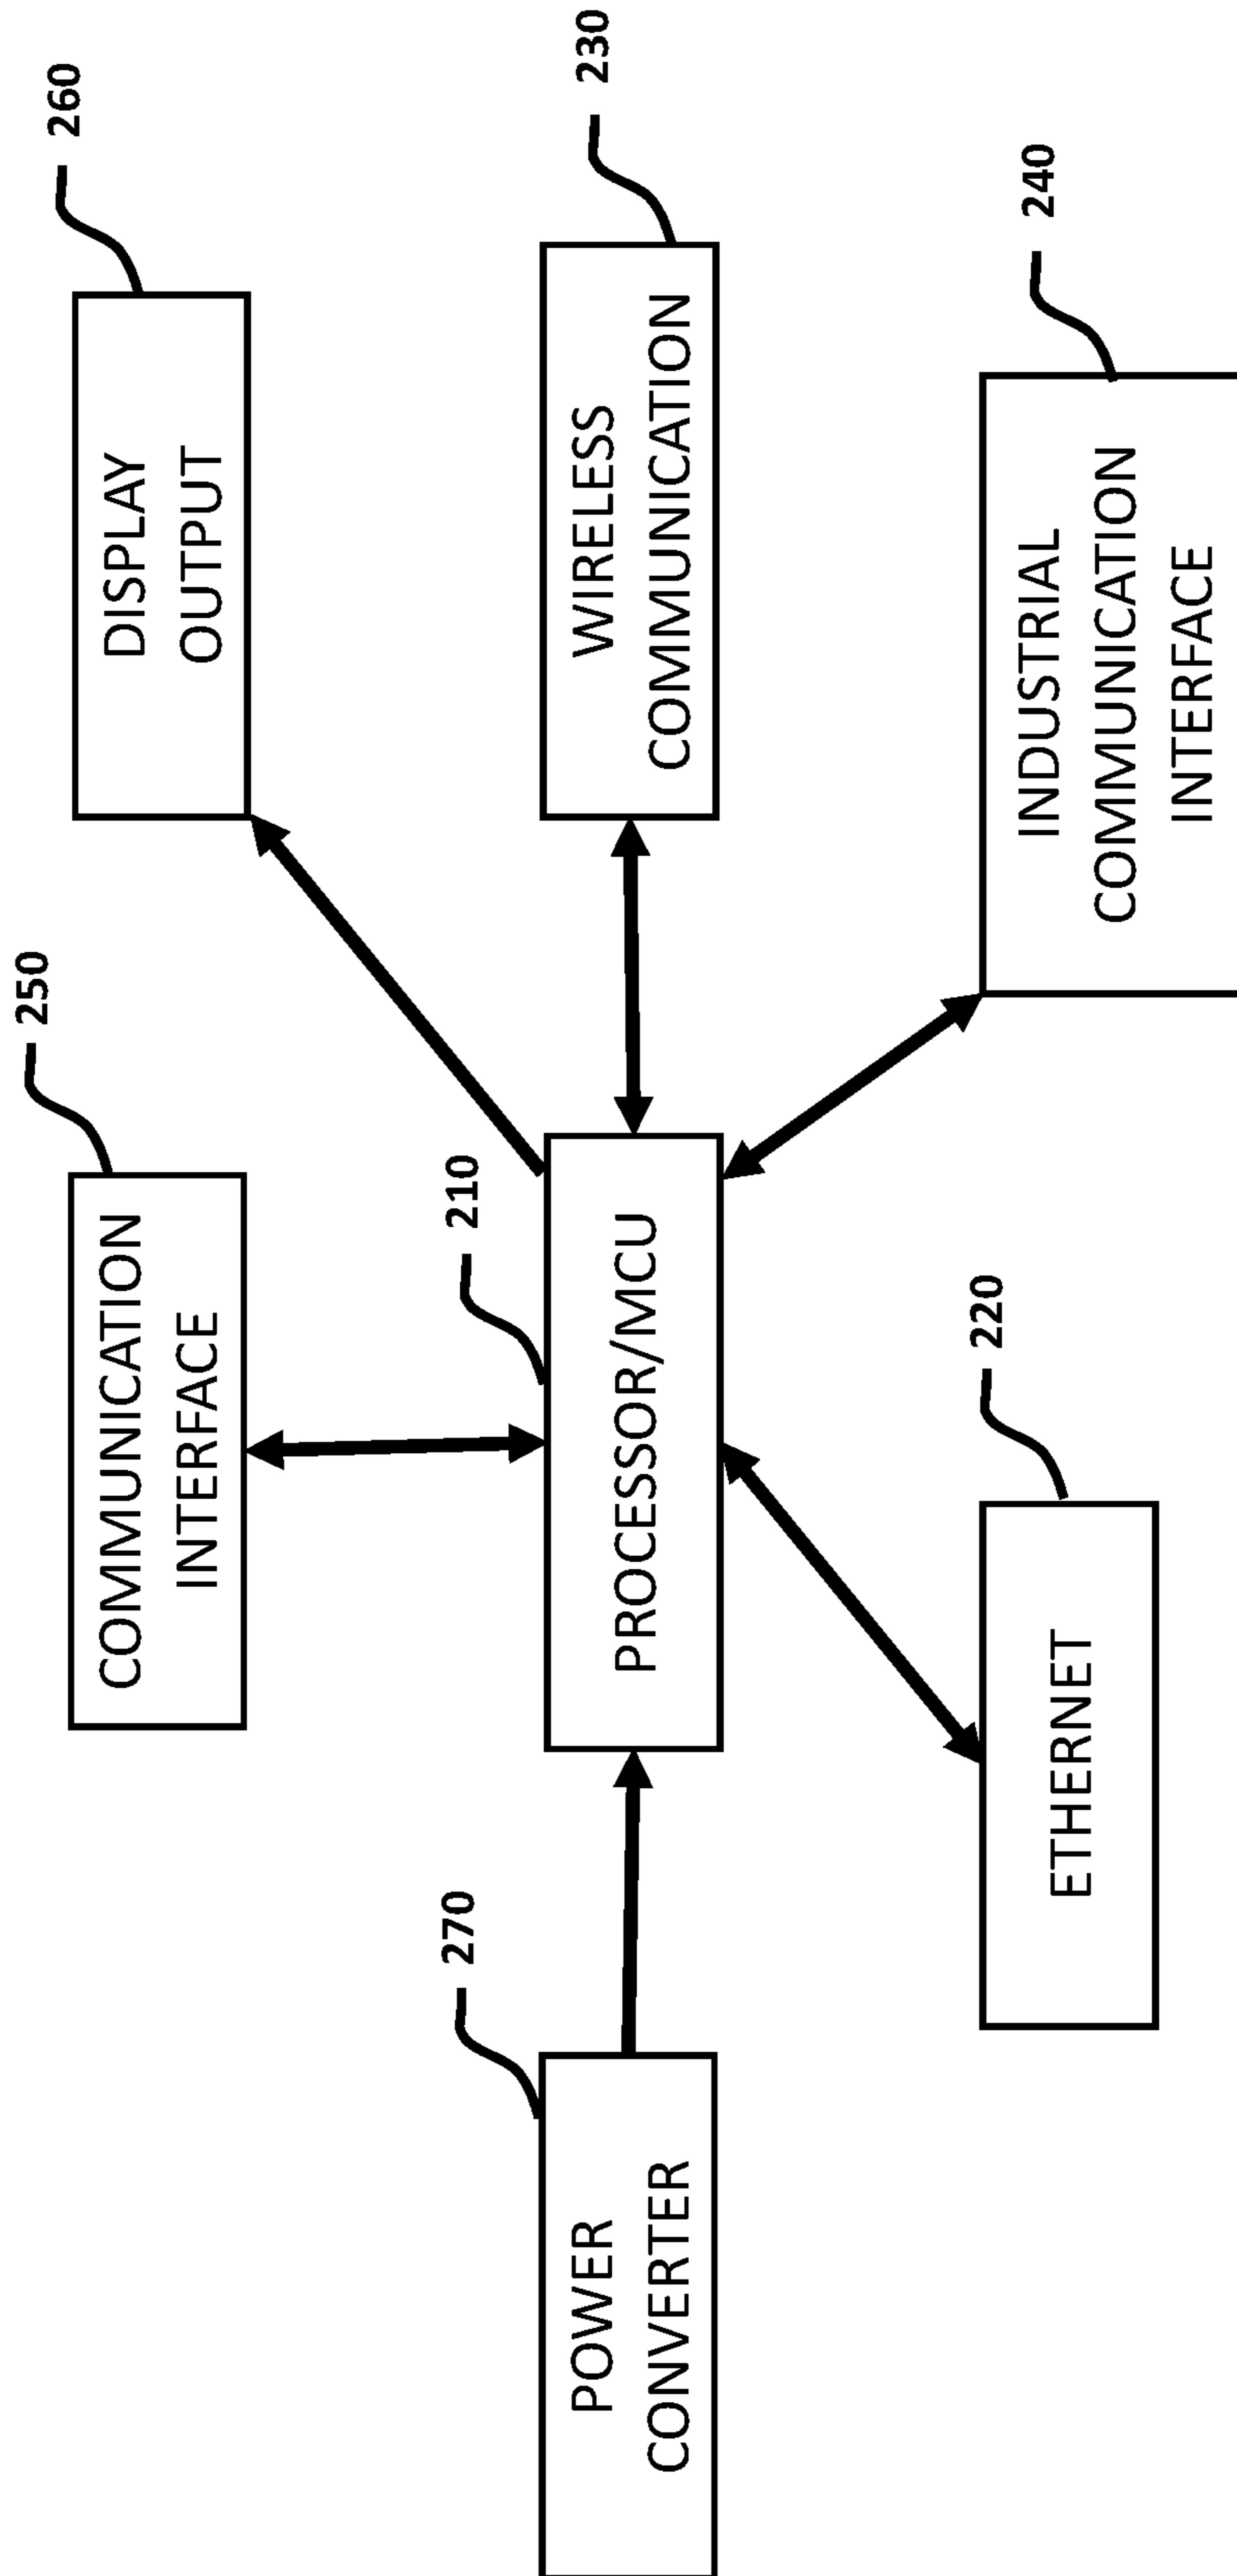 250
COMMUNICATION
INTERFACE
260
DISPLAY
OUTPUT
270
POWER
CONVERTER
210
PROCESSOR/MCU
230
WIRELESS
COMMUNICATION
220
ETHERNET
240
INDUSTRIAL
COMMUNICATION
INTERFACE